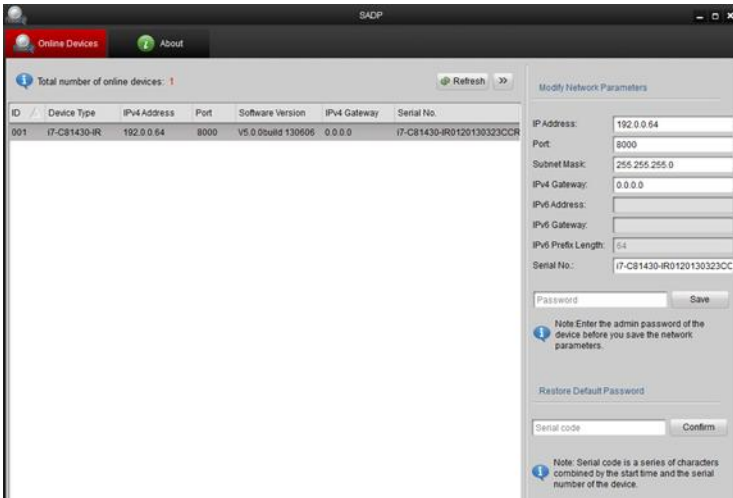 SADP
Online Devices
About
Total number of online devices: 1
Refresh
ID Device Type IPv4 Address Port Software Version IPv4 Gateway Serial No.
001 i7-C81430-IR 192.0.0.64 8000 V5.0.0build 130606 0.0.0.0 i7-C81430-IR0120130323CCR
Modify Network Parameters
IP Address: 192.0.0.64
Port: 8000
Subnet Mask: 255.255.255.0
IPv4 Gateway: 0.0.0.0
IPv6 Address:
IPv6 Gateway:
IPv6 Prefix Length: 64
Serial No.: i7-C81430-IR0120130323CC
Password Save
Note:Enter the admin password of the
device before you save the network
parameters.
Restore Default Password
Serial code Confirm
Note: Serial code is a series of characters
combined by the start time and the serial
number of the device.